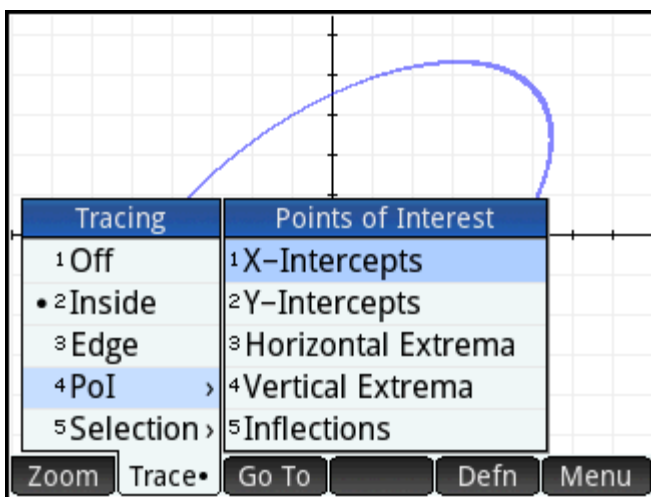 Tracing
1 Off
• 2 Inside
3 Edge
4 PoI ›
5 Selection ›
Points of Interest
1 X-Intercepts
2 Y-Intercepts
3 Horizontal Extrema
4 Vertical Extrema
5 Inflections
Zoom Trace• Go To Defn Menu